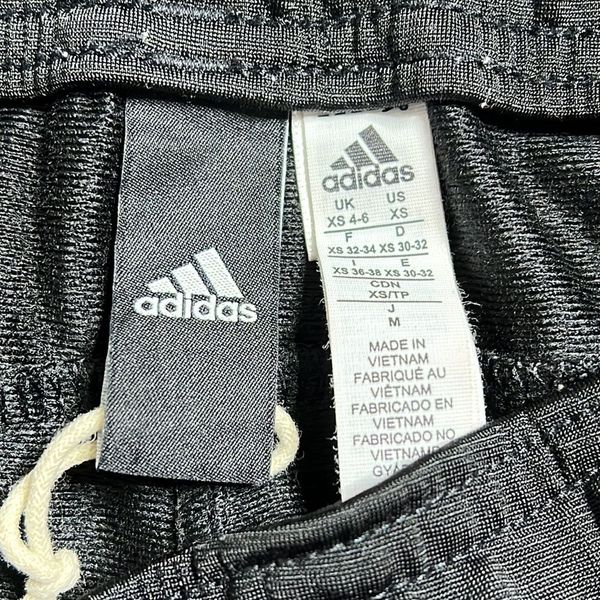 adidas
adidas
UK US
XS 4-6 XS
F D
XS 32-34 XS 30-32
I E
XS 36-38 XS 30-32
CDN
XS/TP
J
M
MADE IN
VIETNAM
FABRIQUÉ AU
VIÊTNAM
FABRICADO EN
VIETNAM
FABRICADO NO
VIETNAM